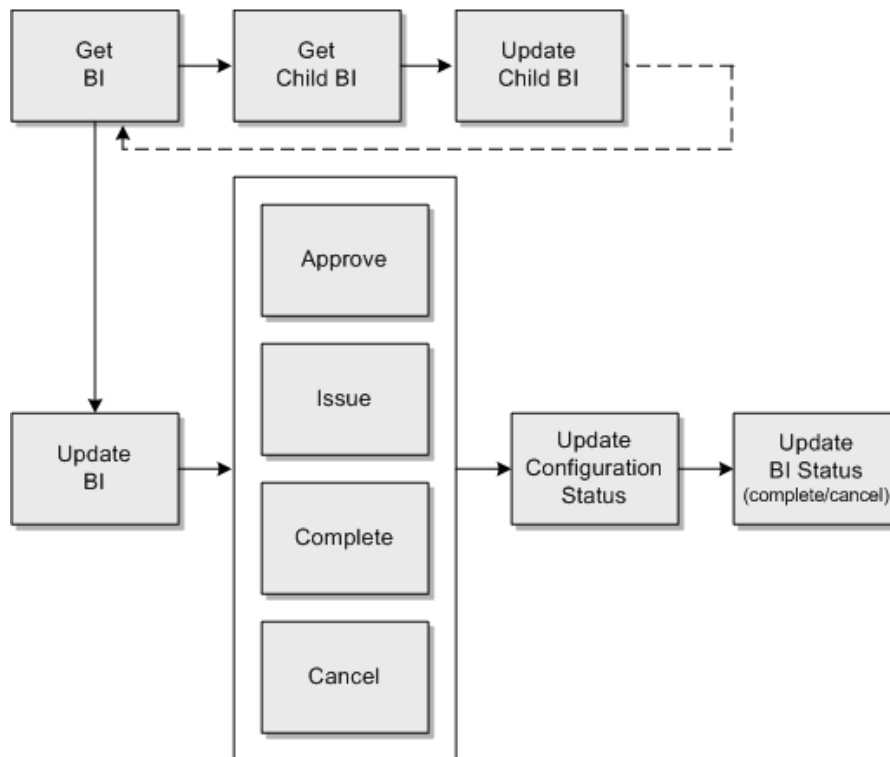 Get
BI
Get
Child BI
Update
Child BI
Approve
Issue
Complete
Cancel
Update
BI
Update
Configuration
Status
Update
BI Status
(complete/cancel)